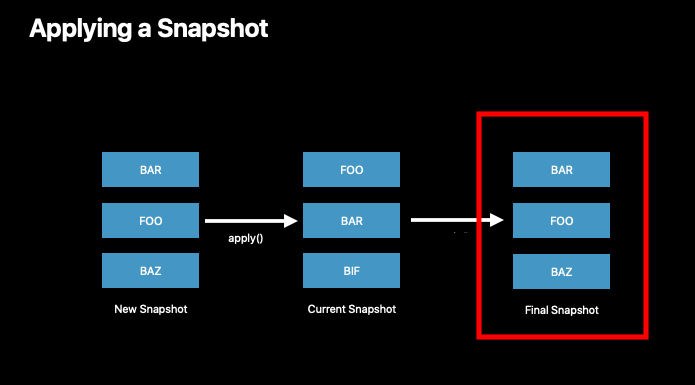 Applying a Snapshot
BAR
FOO
BAZ
New Snapshot
apply()
FOO
BAR
BIF
Current Snapshot
BAR
FOO
BAZ
Final Snapshot